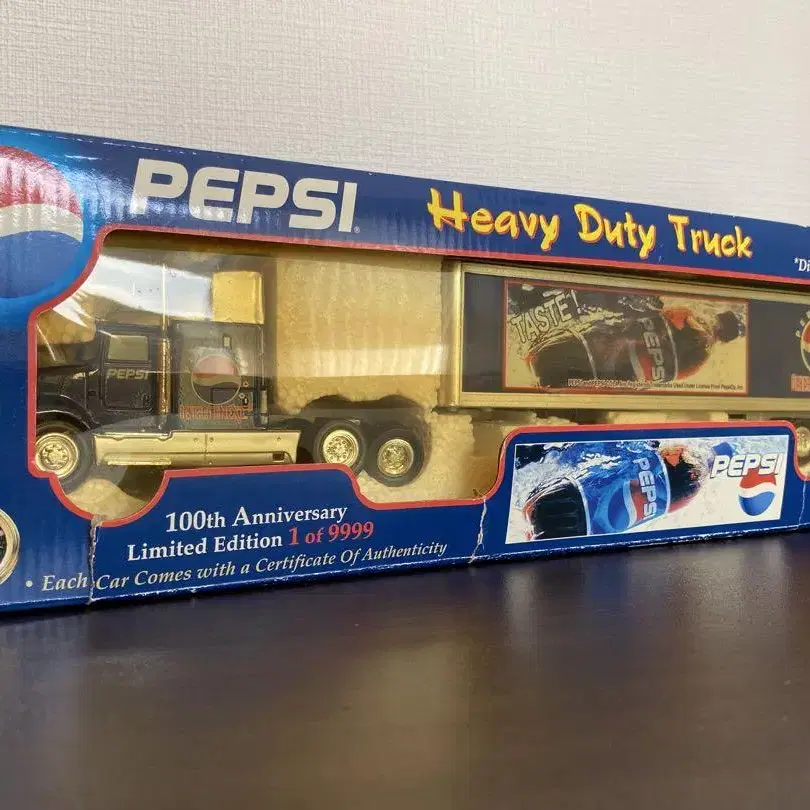 PEPSI®
Heavy Duty Truck
*Di
PEPSI
TASTE!
PEPSI
100th Anniversary
Limited Edition 1 of 9999
• Each Car Comes with a Certificate Of Authenticity
PEPSI
PEPSI